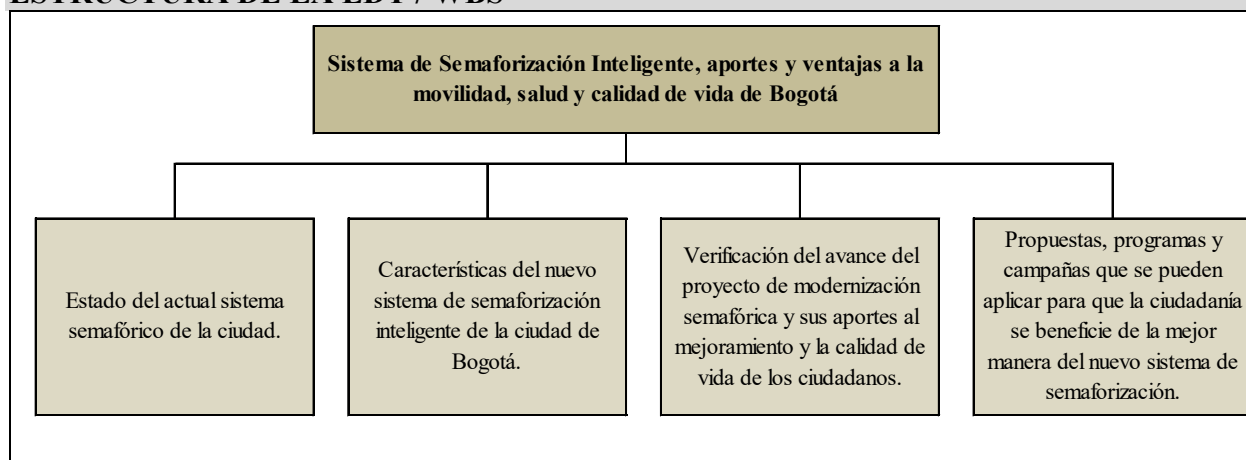 ESTRUCTURA DE LA EDT / WBS
Sistema de Semaforización Inteligente, aportes y ventajas a la
movilidad, salud y calidad de vida de Bogotá
Estado del actual sistema
semafórico de la ciudad.
Características del nuevo
sistema de semaforización
inteligente de la ciudad de
Bogotá.
Verificación del avance del
proyecto de modernización
semafórica y sus aportes al
mejoramiento y la calidad de
vida de los ciudadanos.
Propuestas, programas y
campañas que se pueden
aplicar para que la ciudadanía
se beneficie de la mejor
manera del nuevo sistema de
semaforización.